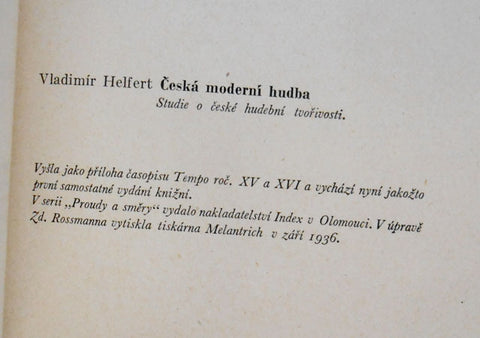 Vladimír Helfert Česká moderní hudba
Studie o české hudební tvořivosti.
Vyšla jako příloha časopisu Tempo roč. XV a XVI a vychází nyní jakožto
první samostatné vydání knižní.
V serii „Proudy a směry“ vydalo nakladatelství Index v Olomouci. V úpravě
Zd. Rossmanna vytiskla tiskárna Melantrich v září 1936.